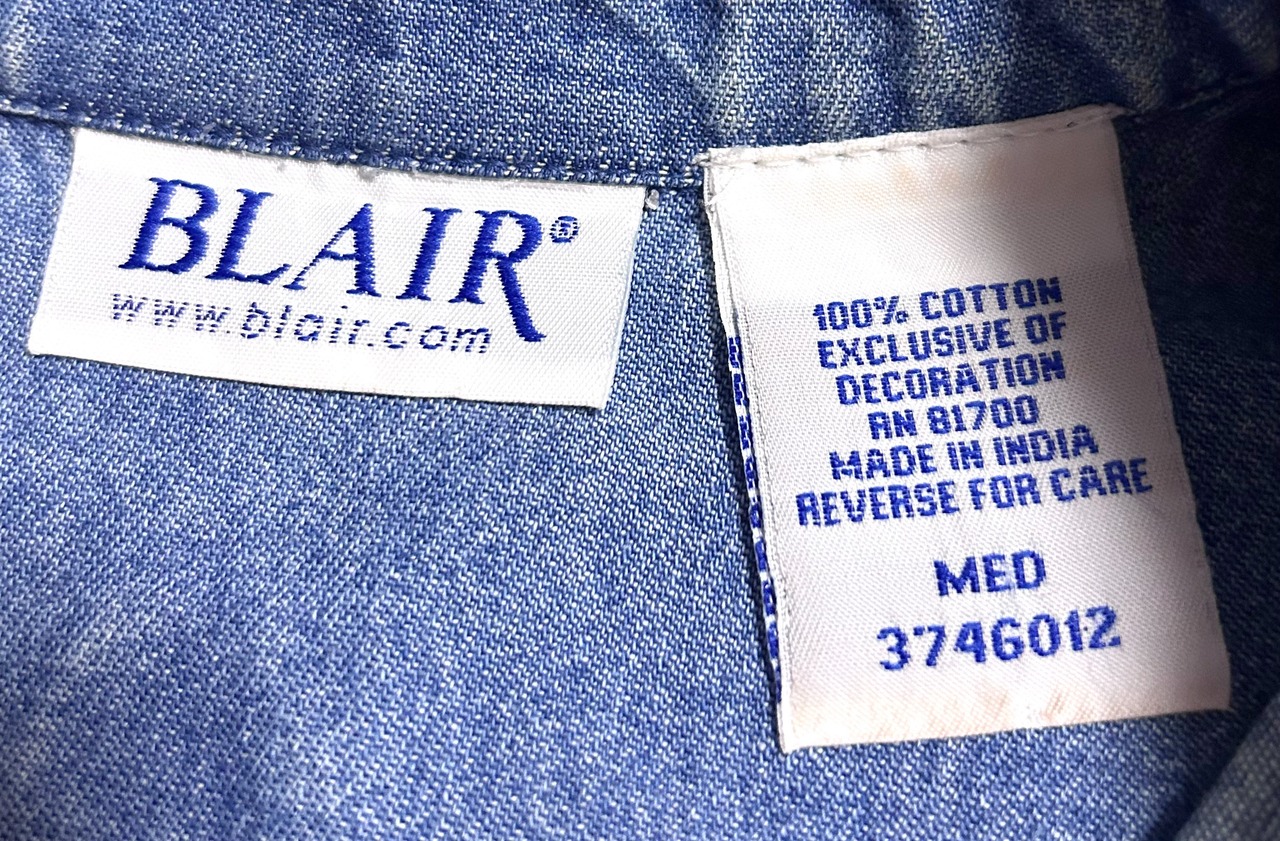 BLAIR®
www.blair.com
100% COTTON
EXCLUSIVE OF
DECORATION
RN 81700
MADE IN INDIA
REVERSE FOR CARE
MED
3746012